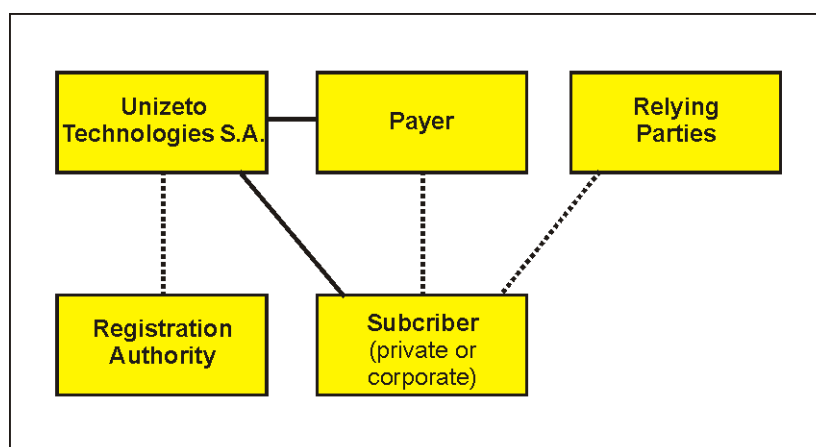 Unizeto
Technologies S.A.
Payer
Relying
Parties
Registration
Authority
Subcriber
(private or
corporate)